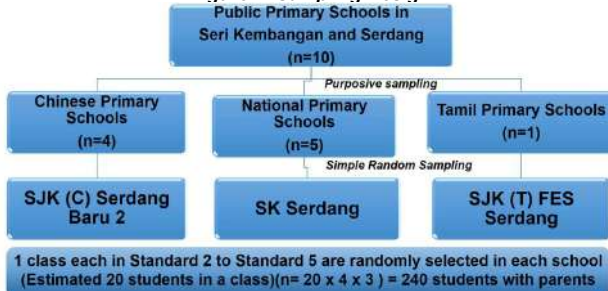 Public Primary Schools in
Seri Kembangan and Serdang
(n=10)
Purposive sampling
Chinese Primary
Schools
(n=4)
National Primary
Schools
(n=5)
Tamil Primary Schools
(n=1)
Simple Random Sampling
SJK (C) Serdang
Baru 2
SK Serdang
SJK (T) FES
Serdang
1 class each in Standard 2 to Standard 5 are randomly selected in each school
(Estimated 20 students in a class)(n= 20 x 4 x 3 ) = 240 students with parents